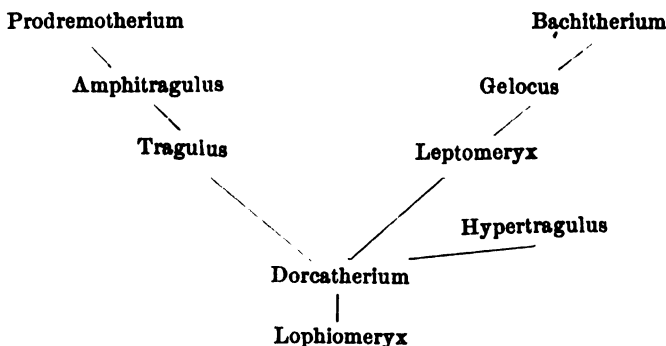 Prodremotherium Bachitherium
Amphitragulus Gelocus
Tragulus Leptomeryx
Hypertragulus
Dorcatherium
Lophiomeryx